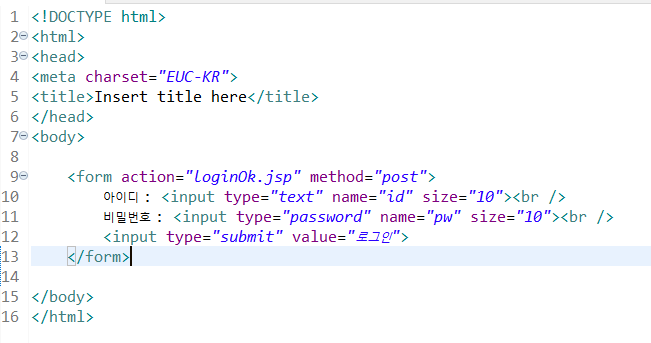 1 <!DOCTYPE html>
2 <html>
3 <head>
4 <meta charset="EUC-KR">
5 <title>Insert title here</title>
6 </head>
7 <body>
8
9 <form action="loginOk.jsp" method="post">
10 아이디 : <input type="text" name="id" size="10"><br />
11 비밀번호 : <input type="password" name="pw" size="10"><br />
12 <input type="submit" value="로그인">
13 </form>
14
15 </body>
16 </html>